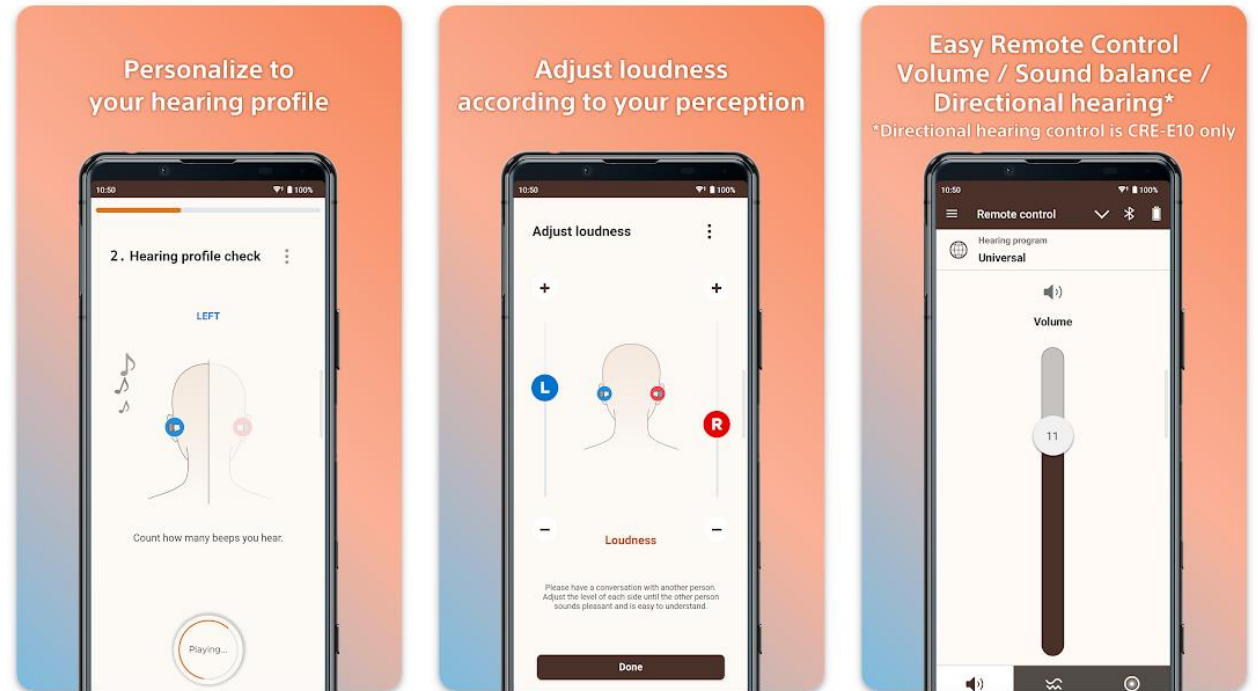 Personalize to
your hearing profile
10:50
100%
2. Hearing profile check
LEFT
Count how many beeps you hear.
Playing...
Adjust loudness
according to your perception
10:50
100%
Adjust loudness
+
+
L
R
−
−
Loudness
Please have a conversation with another person.
Adjust the level of each side until the other person
sounds pleasant and is easy to understand.
Done
Easy Remote Control
Volume / Sound balance /
Directional hearing*
*Directional hearing control is CRE-E10 only
10:50
100%
Remote control
Hearing program
Universal
Volume
11